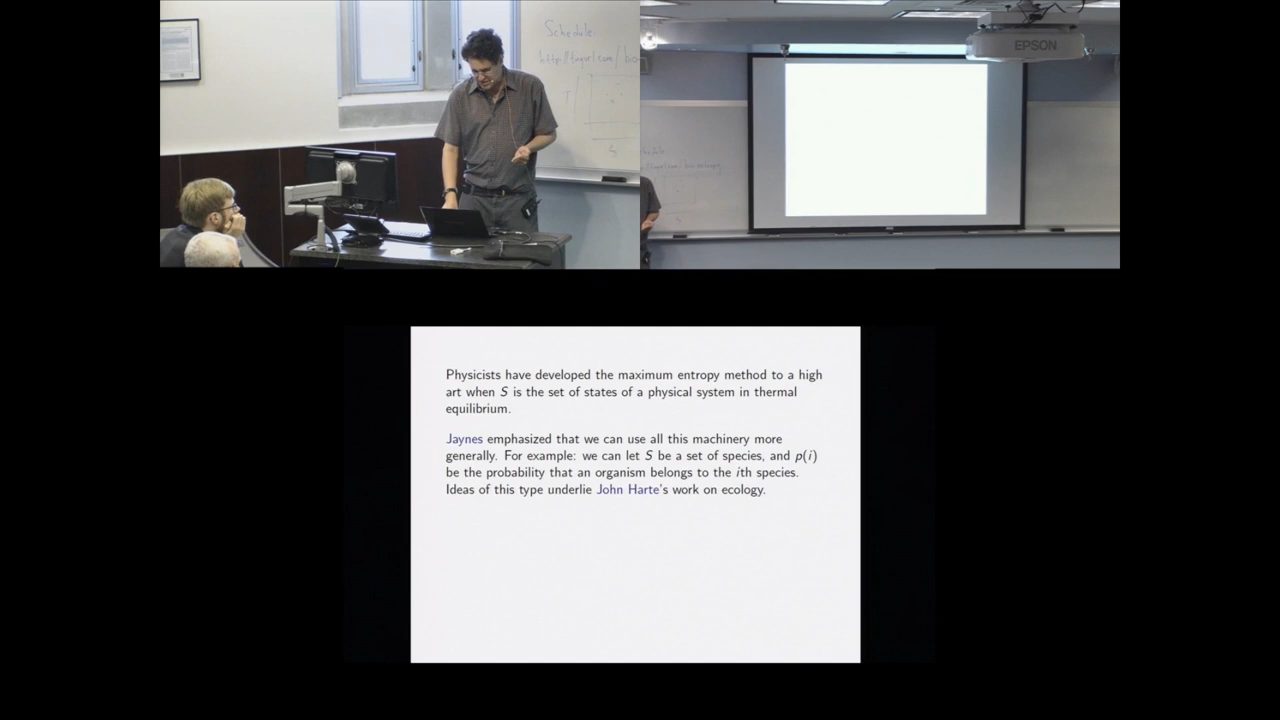 Schedule:
T
S
EPSON
Physicists have developed the maximum entropy method to a high
art when S is the set of states of a physical system in thermal
equilibrium.
Jaynes emphasized that we can use all this machinery more
generally. For example: we can let S be a set of species, and p(i)
be the probability that an organism belongs to the ith species.
Ideas of this type underlie John Harte's work on ecology.